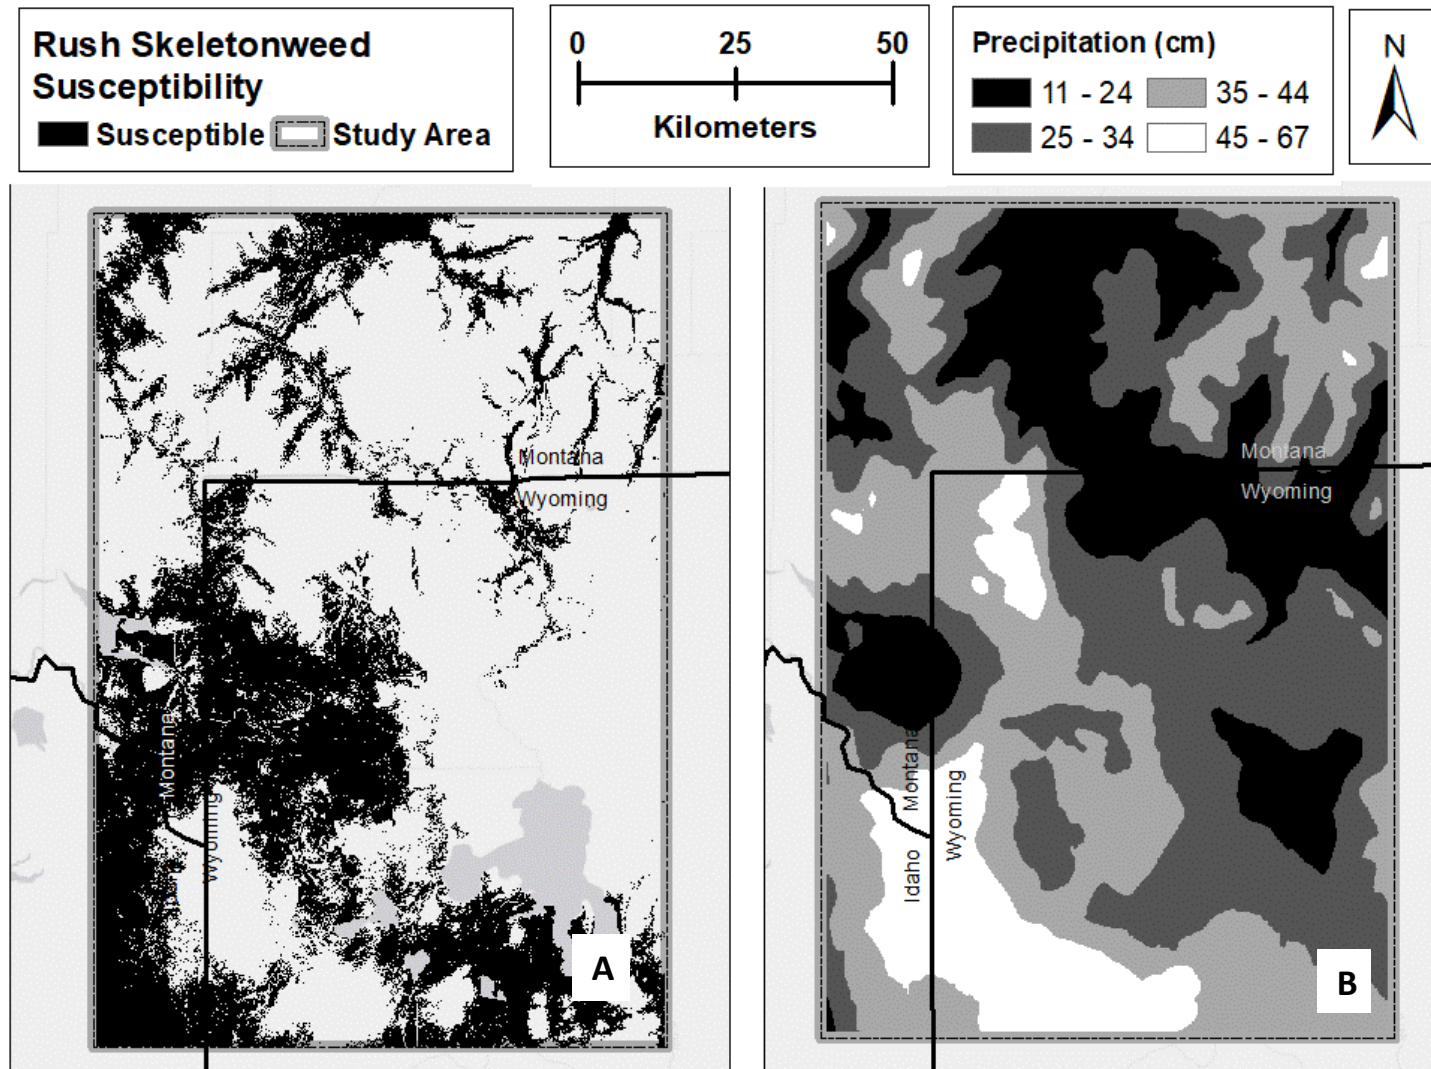 Rush Skeletonweed
Susceptibility
Susceptible Study Area
0 25 50
Kilometers
Precipitation (cm)
11 - 24 35 - 44
25 - 34 45 - 67
N
Montana
Wyoming
Montana
Wyoming
Idaho
A
Montana
Wyoming
Montana
Wyoming
Idaho
B